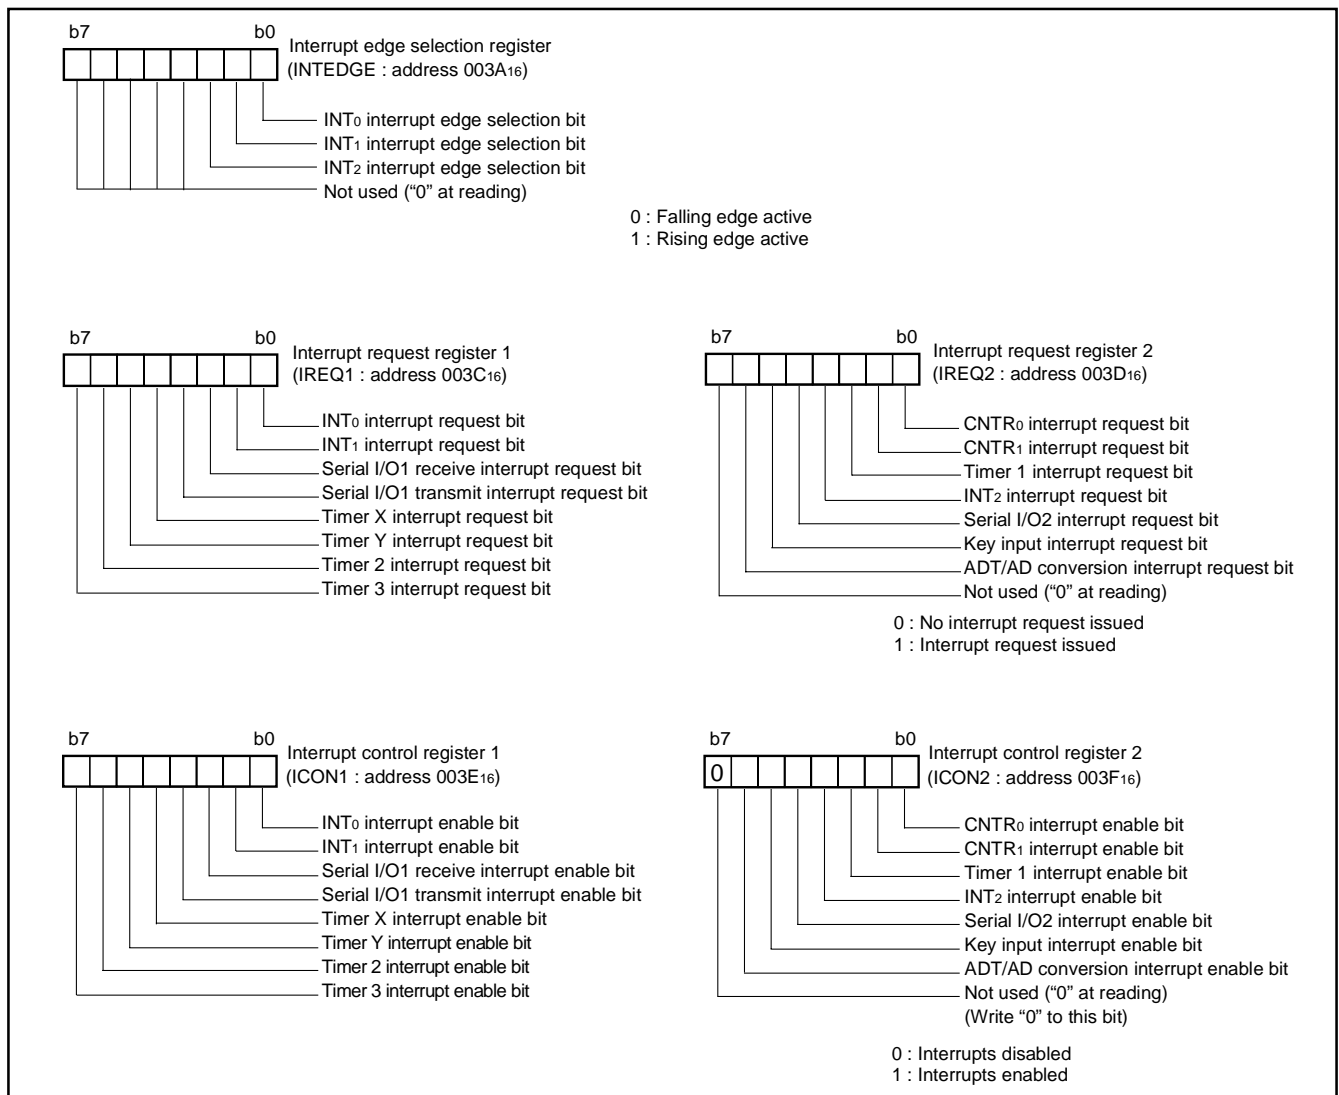 b7 b0
Interrupt edge selection register
(INTEDGE : address 003A16)
INT0 interrupt edge selection bit
INT1 interrupt edge selection bit
INT2 interrupt edge selection bit
Not used (“0” at reading)
0 : Falling edge active
1 : Rising edge active
b7 b0
Interrupt request register 1
(IREQ1 : address 003C16)
INT0 interrupt request bit
INT1 interrupt request bit
Serial I/O1 receive interrupt request bit
Serial I/O1 transmit interrupt request bit
Timer X interrupt request bit
Timer Y interrupt request bit
Timer 2 interrupt request bit
Timer 3 interrupt request bit
b7 b0
Interrupt request register 2
(IREQ2 : address 003D16)
CNTR0 interrupt request bit
CNTR1 interrupt request bit
Timer 1 interrupt request bit
INT2 interrupt request bit
Serial I/O2 interrupt request bit
Key input interrupt request bit
ADT/AD conversion interrupt request bit
Not used (“0” at reading)
0 : No interrupt request issued
1 : Interrupt request issued
b7 b0
Interrupt control register 1
(ICON1 : address 003E16)
INT0 interrupt enable bit
INT1 interrupt enable bit
Serial I/O1 receive interrupt enable bit
Serial I/O1 transmit interrupt enable bit
Timer X interrupt enable bit
Timer Y interrupt enable bit
Timer 2 interrupt enable bit
Timer 3 interrupt enable bit
b7 b0
0
Interrupt control register 2
(ICON2 : address 003F16)
CNTR0 interrupt enable bit
CNTR1 interrupt enable bit
Timer 1 interrupt enable bit
INT2 interrupt enable bit
Serial I/O2 interrupt enable bit
Key input interrupt enable bit
ADT/AD conversion interrupt enable bit
Not used (“0” at reading)
(Write “0” to this bit)
0 : Interrupts disabled
1 : Interrupts enabled